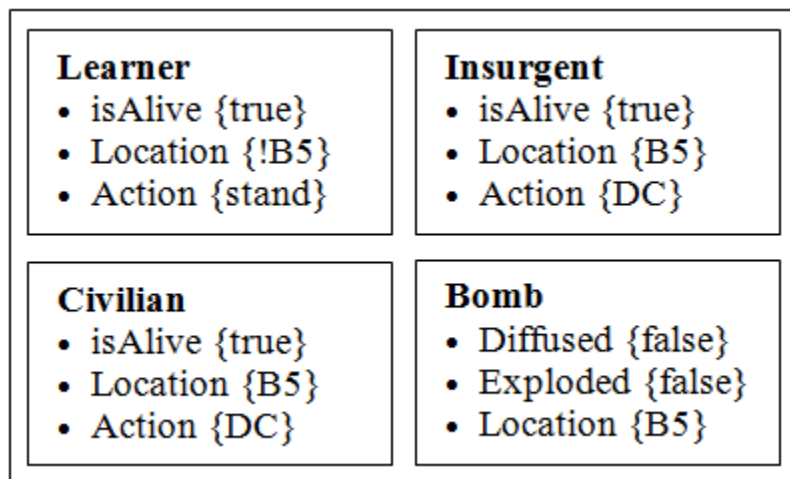 Learner
• isAlive {true}
• Location {!B5}
• Action {stand}
Insurgent
• isAlive {true}
• Location {B5}
• Action {DC}
Civilian
• isAlive {true}
• Location {B5}
• Action {DC}
Bomb
• Diffused {false}
• Exploded {false}
• Location {B5}